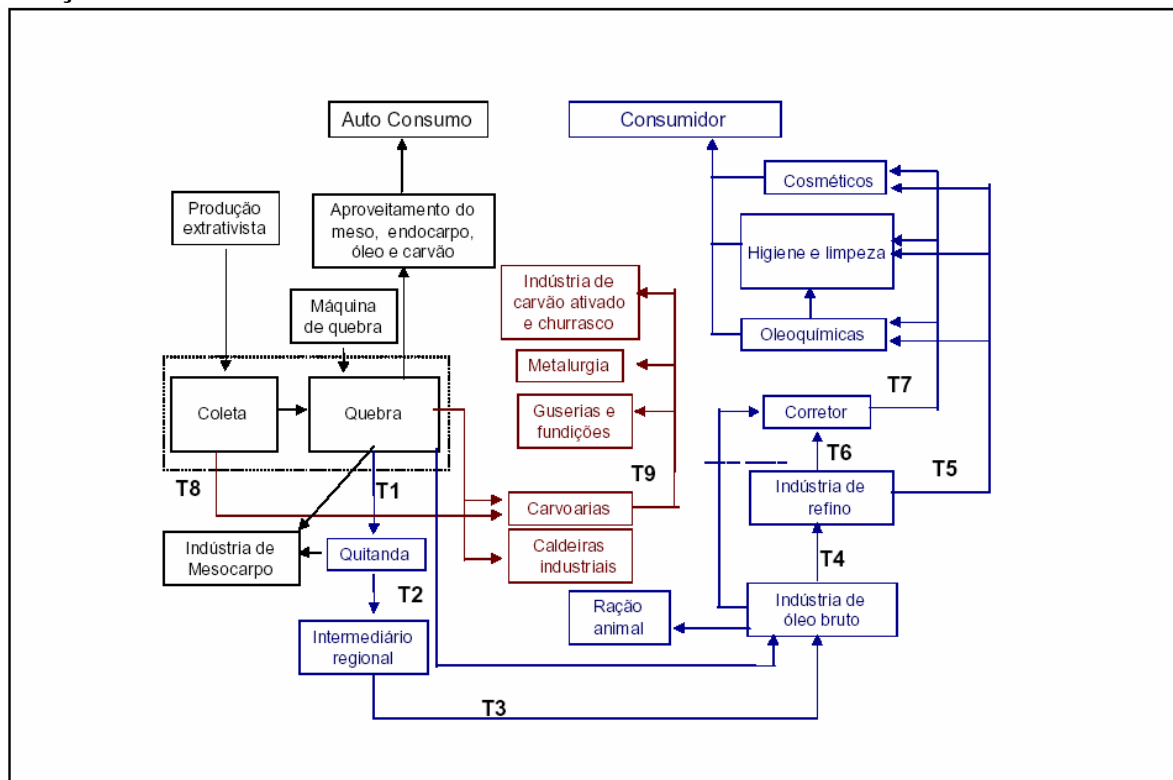 Auto Consumo
Consumidor
Cosméticos
Produção
extrativista
Aproveitamento do
meso, endocarpo,
óleo e carvão
Higiene e limpeza
Indústria de
carvão ativado
e churrasco
Máquina
de quebra
Oleoquímicas
Metalurgia
T7
Coleta
Quebra
Guserias e
fundições
Corretor
T6
T8
T1
T9
T5
Indústria de
refino
Carvoarias
Indústria de
Mesocarpo
Quitanda
Caldeiras
industriais
T4
T2
Ração
animal
Indústria de
óleo bruto
Intermediário
regional
T3